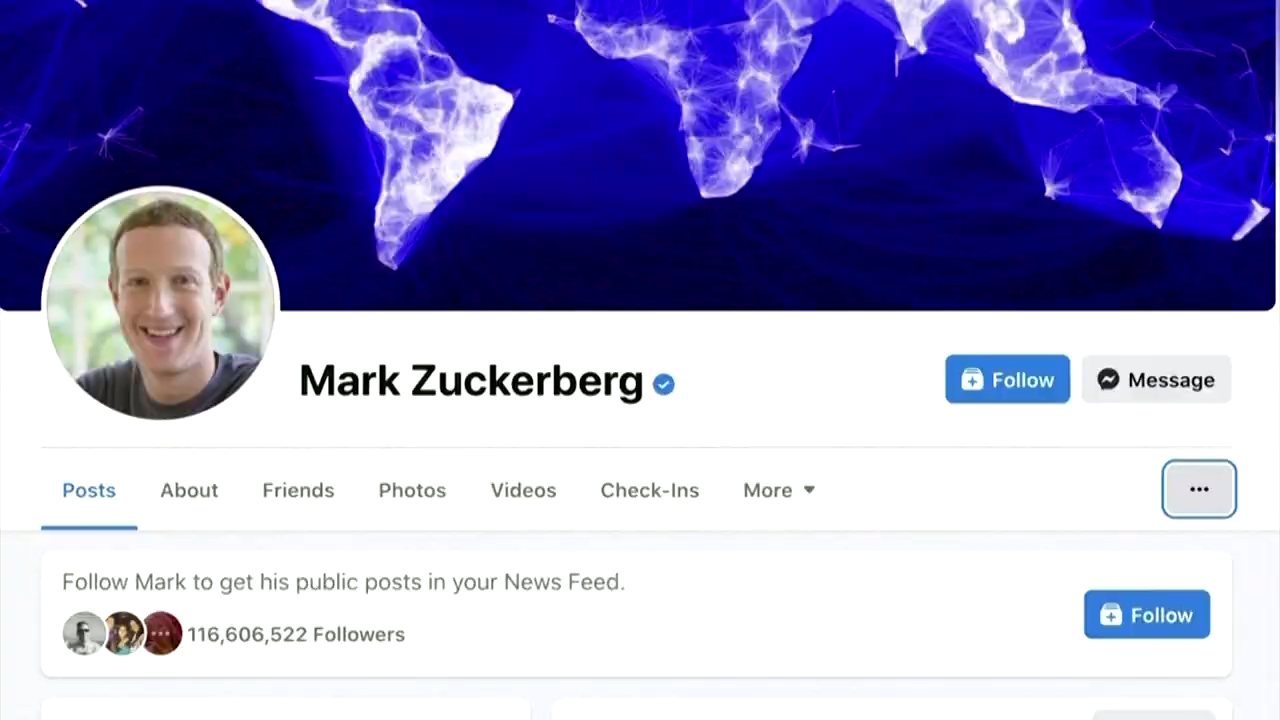 Mark Zuckerberg
Follow
Message
Posts
About
Friends
Photos
Videos
Check-Ins
More
Follow Mark to get his public posts in your News Feed.
116,606,522 Followers
Follow